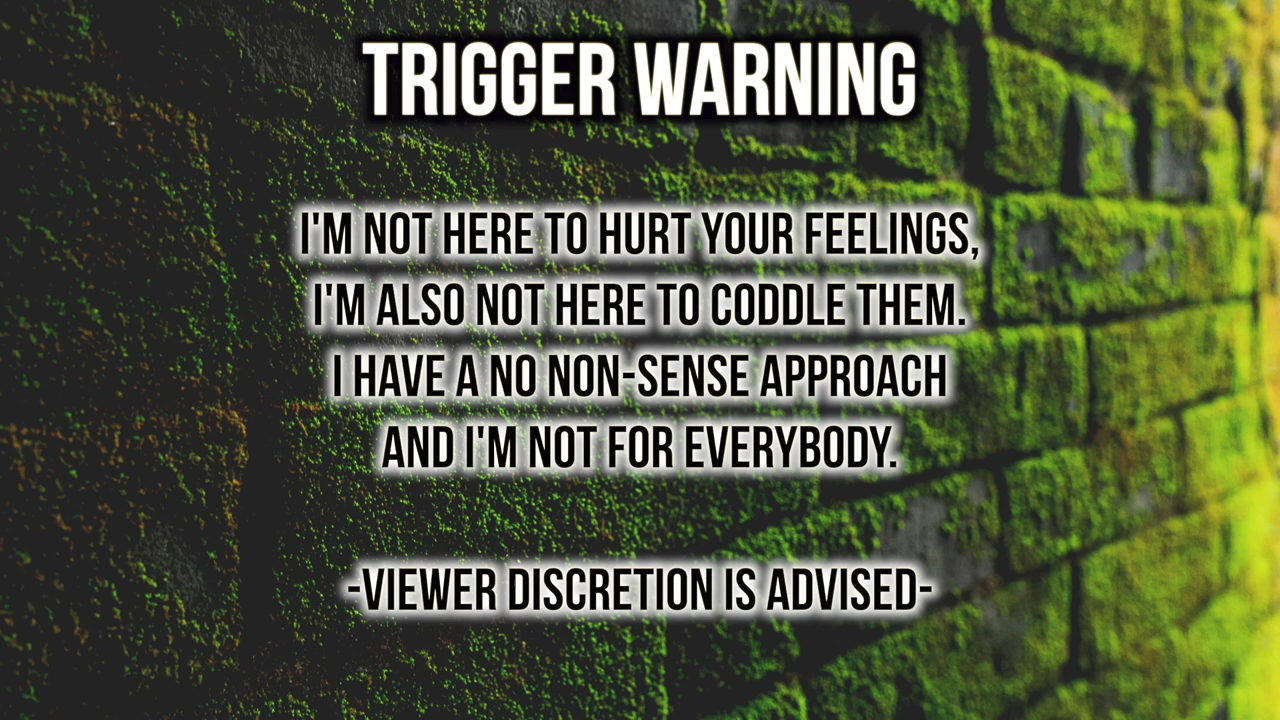 TRIGGER WARNING
I'M NOT HERE TO HURT YOUR FEELINGS,
I'M ALSO NOT HERE TO CODDLE THEM.
I HAVE A NO NON-SENSE APPROACH
AND I'M NOT FOR EVERYBODY.
-VIEWER DISCRETION IS ADVISED-